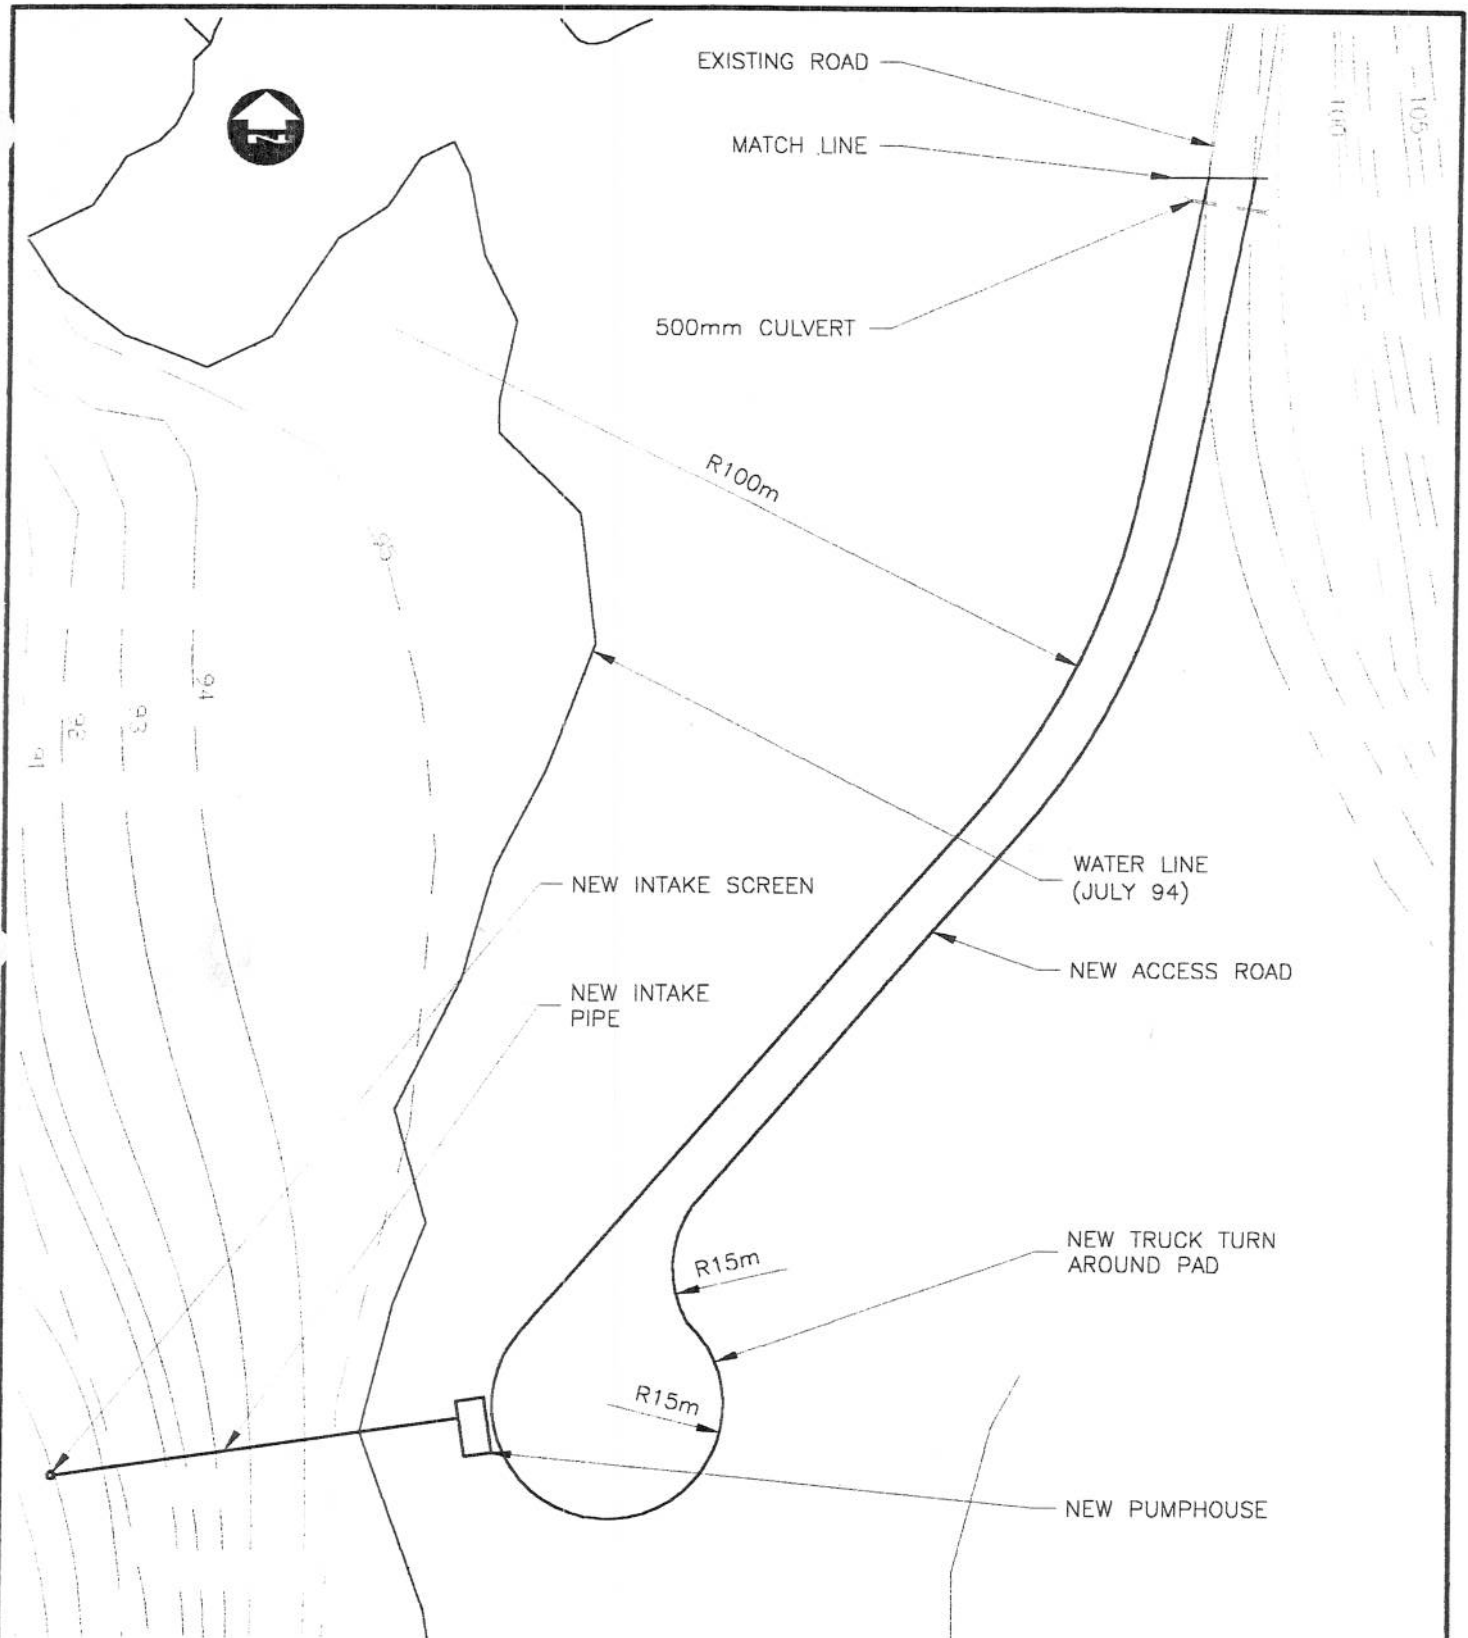 EXISTING ROAD
N
MATCH LINE
105
100
500mm CULVERT
R100m
95
94
93
92
91
NEW INTAKE SCREEN
WATER LINE
(JULY 94)
NEW ACCESS ROAD
NEW INTAKE
PIPE
NEW TRUCK TURN
AROUND PAD
R15m
R15m
NEW PUMPHOUSE